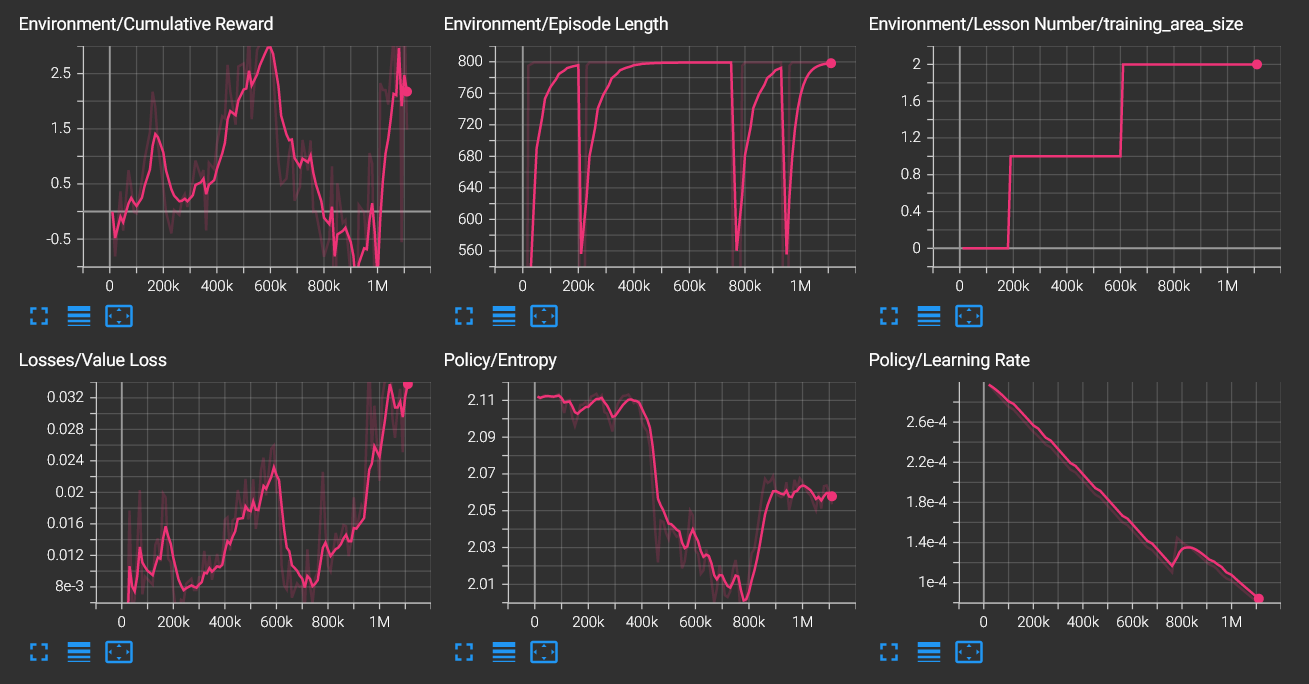 Environment/Cumulative Reward
2.5
1.5
0.5
-0.5
0 200k 400k 600k 800k 1M
Environment/Episode Length
800
760
720
680
640
600
560
0 200k 400k 600k 800k 1M
Environment/Lesson Number/training_area_size
2
1.6
1.2
0.8
0.4
0
0 200k 400k 600k 800k 1M
Losses/Value Loss
0.032
0.028
0.024
0.02
0.016
0.012
8e-3
0 200k 400k 600k 800k 1M
Policy/Entropy
2.11
2.09
2.07
2.05
2.03
2.01
0 200k 400k 600k 800k 1M
Policy/Learning Rate
2.6e-4
2.2e-4
1.8e-4
1.4e-4
1e-4
0 200k 400k 600k 800k 1M